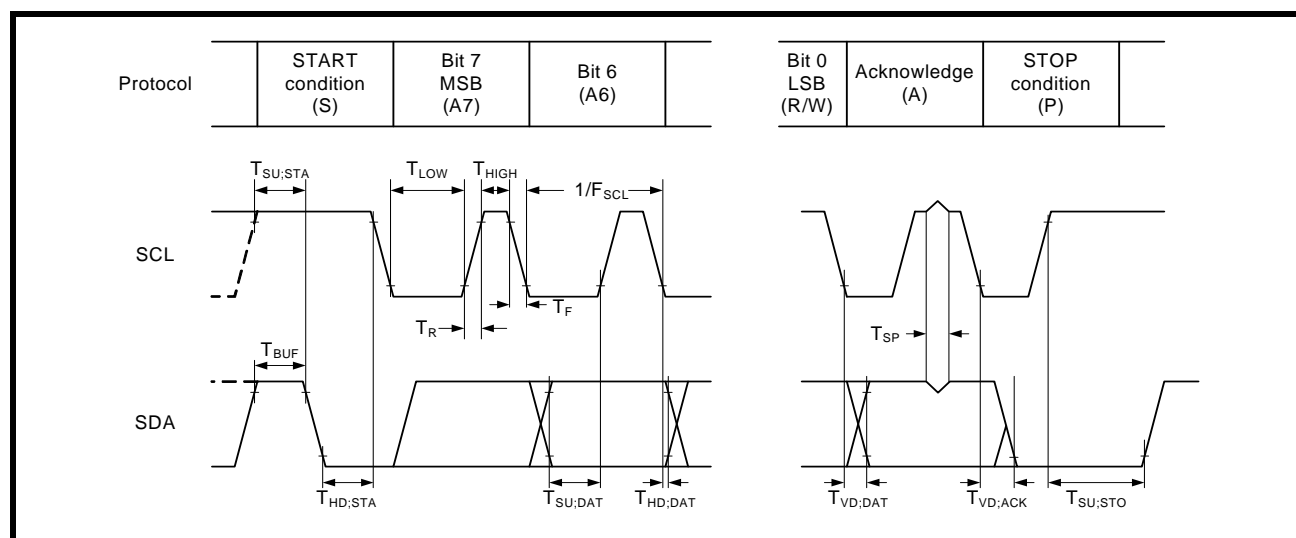 Protocol
START
condition
(S)
Bit 7
MSB
(A7)
Bit 6
(A6)
Bit 0
LSB
(R/W)
Acknowledge
(A)
STOP
condition
(P)
TSU;STA
TLOW
THIGH
1/FSCL
SCL
TF
TR
TSP
TBUF
SDA
THD;STA
TSU;DAT
THD;DAT
TVD;DAT
TVD;ACK
TSU;STO